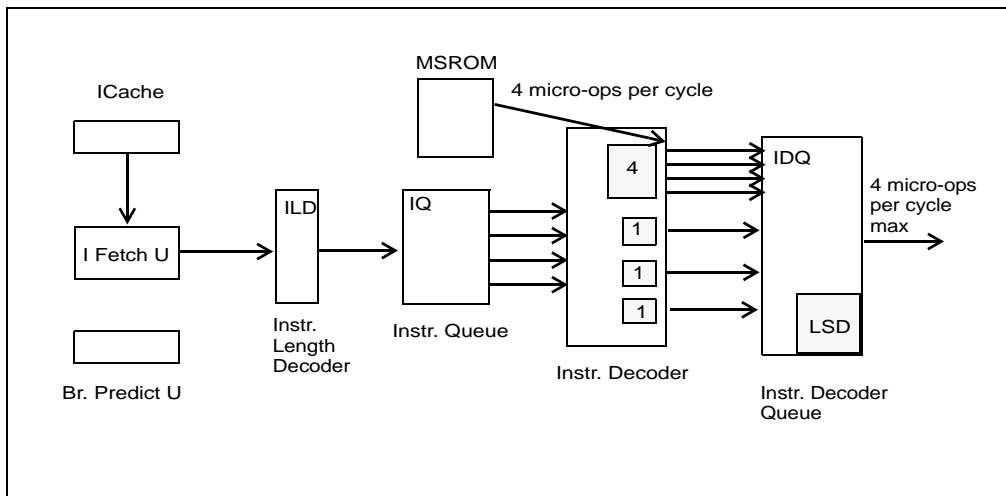 MSROM
ICache
4 micro-ops per cycle
IDQ
4
4 micro-ops
per cycle
max
ILD
IQ
I Fetch U
1
1
1
LSD
Instr.
Length
Decoder
Instr. Queue
Instr. Decoder
Br. Predict U
Instr. Decoder
Queue